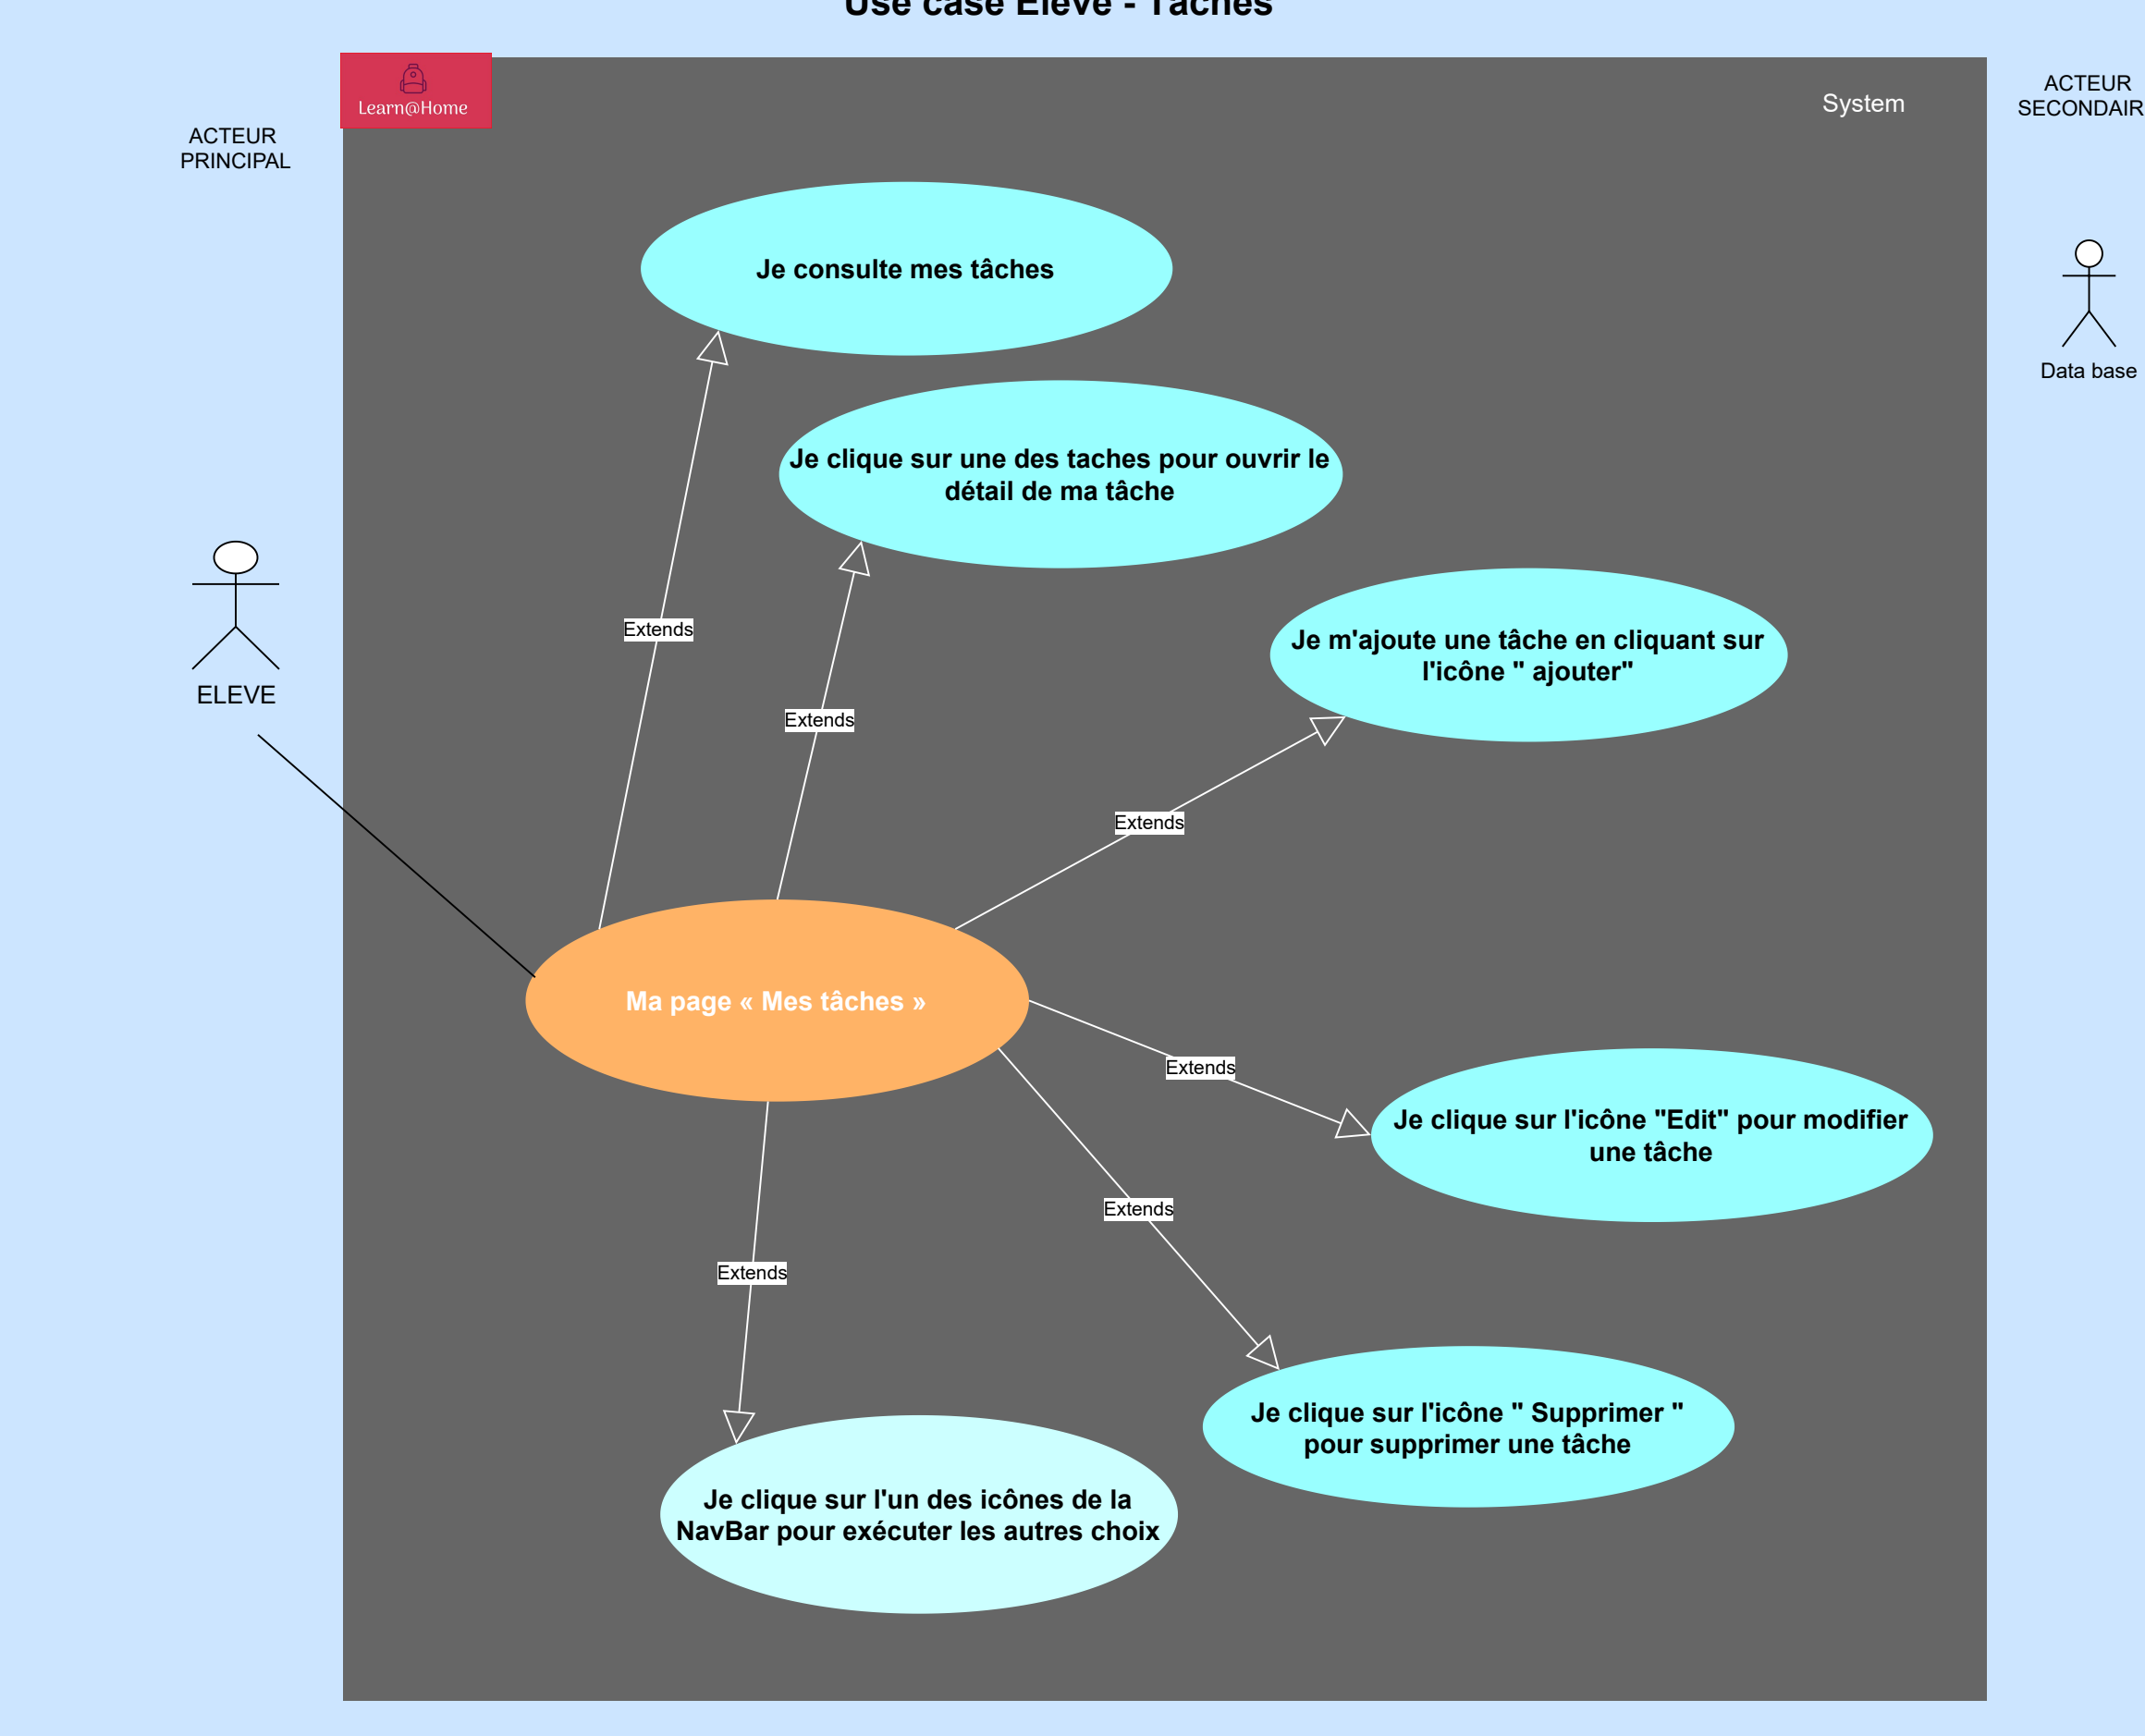 Use case Elève - Tâches
Learn@Home
System
ACTEUR
SECONDAIR
ACTEUR
PRINCIPAL
Je consulte mes tâches
Data base
Je clique sur une des taches pour ouvrir le
détail de ma tâche
Extends
Je m'ajoute une tâche en cliquant sur
l'icône " ajouter"
ELEVE
Extends
Extends
Ma page « Mes tâches »
Extends
Je clique sur l'icône "Edit" pour modifier
une tâche
Extends
Extends
Je clique sur l'icône " Supprimer "
pour supprimer une tâche
Je clique sur l'un des icônes de la
NavBar pour exécuter les autres choix